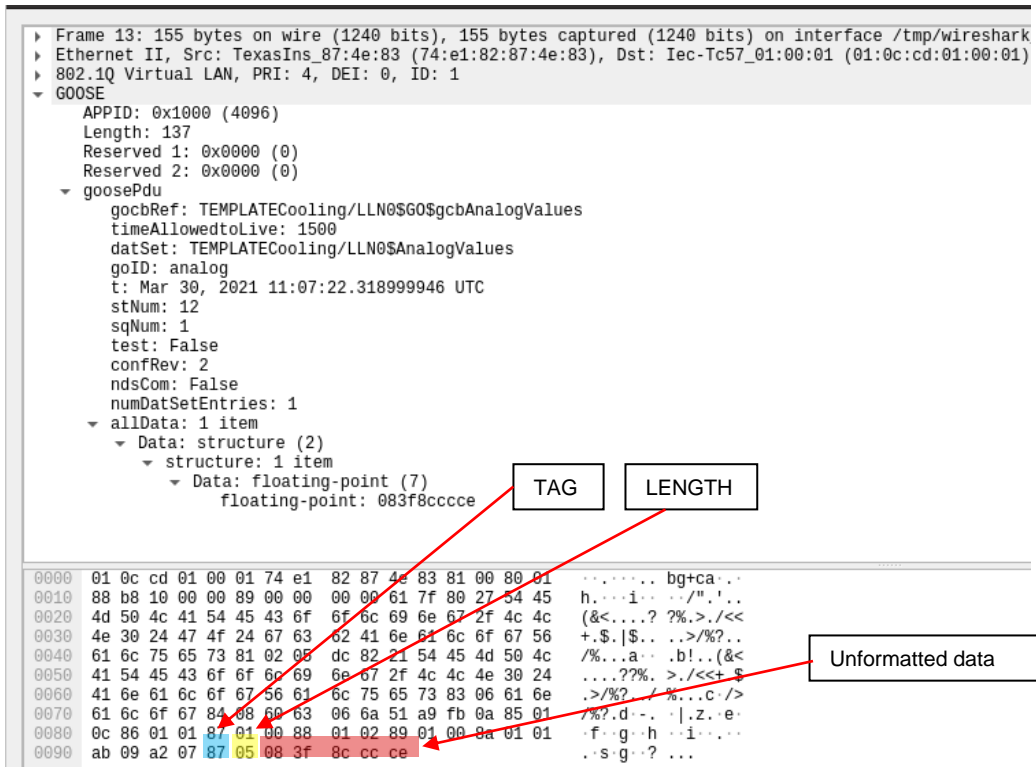 Frame 13: 155 bytes on wire (1240 bits), 155 bytes captured (1240 bits) on interface /tmp/wireshark
Ethernet II, Src: TexasIns_87:4e:83 (74:e1:82:87:4e:83), Dst: Iec-Tc57_01:00:01 (01:0c:cd:01:00:01)
802.1Q Virtual LAN, PRI: 4, DEI: 0, ID: 1
GOOSE
APPID: 0x1000 (4096)
Length: 137
Reserved 1: 0x0000 (0)
Reserved 2: 0x0000 (0)
goosePdu
gocbRef: TEMPLATECooling/LLN0$GO$gcbAnalogValues
timeAllowedtoLive: 1500
datSet: TEMPLATECooling/LLN0$AnalogValues
goID: analog
t: Mar 30, 2021 11:07:22.318999946 UTC
stNum: 12
sqNum: 1
test: False
confRev: 2
ndsCom: False
numDatSetEntries: 1
allData: 1 item
Data: structure (2)
structure: 1 item
Data: floating-point (7)
floating-point: 083f8cccce
TAG
LENGTH
0000 01 0c cd 01 00 01 74 e1 82 87 4e 83 81 00 80 01 ··.···.. bg+ca·.·
0010 88 b8 10 00 00 89 00 00 00 00 61 7f 80 27 54 45 h.···i·· ··/".'..
0020 4d 50 4c 41 54 45 43 6f 6f 6c 69 6e 67 2f 4c 4c (&<....? ?%.>./<<
0030 4e 30 24 47 4f 24 67 63 62 41 6e 61 6c 6f 67 56 +.$.|$.. ..>/%?..
0040 61 6c 75 65 73 81 02 05 dc 82 21 54 45 4d 50 4c /%...a·· .b!..(&<
0050 41 54 45 43 6f 6f 6c 69 6e 67 2f 4c 4c 4e 30 24 ....??%. >./<<+.$
0060 41 6e 61 6c 6f 67 56 61 6c 75 65 73 83 06 61 6e .>/%?../ %...c·/>
0070 61 6c 6f 67 84 08 60 63 06 6a 51 a9 fb 0a 85 01 /%?.d·-. ·|.z.·e·
0080 0c 86 01 01 87 01 00 88 01 02 89 01 00 8a 01 01 ·f··g··h ··i··.··
0090 ab 09 a2 07 87 05 08 3f 8c cc ce .·s·g··? ...
Unformatted data